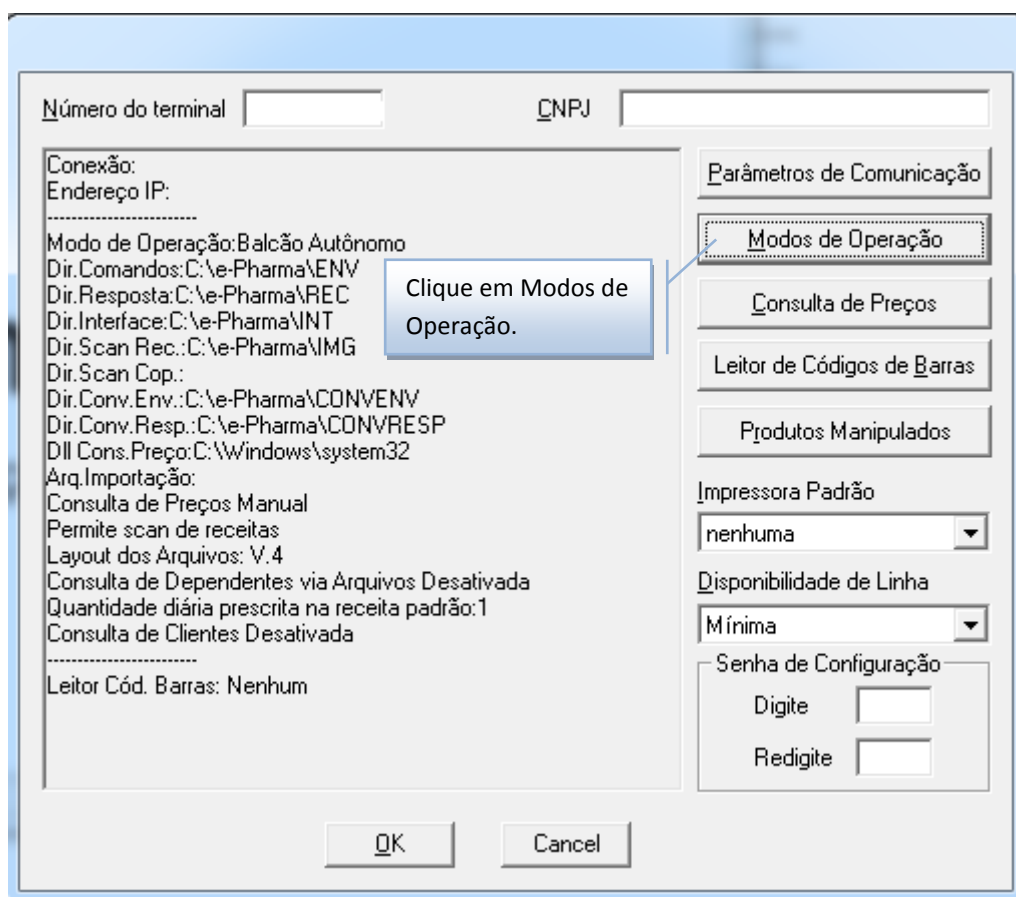 Número do terminal
CNPJ
Conexão:
Endereço IP:
-------------------------
Modo de Operação:Balcão Autônomo
Dir.Comandos:C:\e-Pharma\ENV
Dir.Resposta:C:\e-Pharma\REC
Dir.Interface:C:\e-Pharma\INT
Dir.Scan Rec.:C:\e-Pharma\IMG
Dir.Scan Cop.:
Dir.Conv.Env.:C:\e-Pharma\CONVENV
Dir.Conv.Resp.:C:\e-Pharma\CONVRESP
Dll Cons.Preço:C:\Windows\system32
Arq.Importação:
Consulta de Preços Manual
Permite scan de receitas
Layout dos Arquivos: V.4
Consulta de Dependentes via Arquivos Desativada
Quantidade diária prescrita na receita padrão:1
Consulta de Clientes Desativada
-------------------------
Leitor Cód. Barras: Nenhum
Clique em Modos de
Operação.
Parâmetros de Comunicação
Modos de Operação
Consulta de Preços
Leitor de Códigos de Barras
Produtos Manipulados
Impressora Padrão
nenhuma
Disponibilidade de Linha
Mínima
Senha de Configuração
Digite
Redigite
OK
Cancel